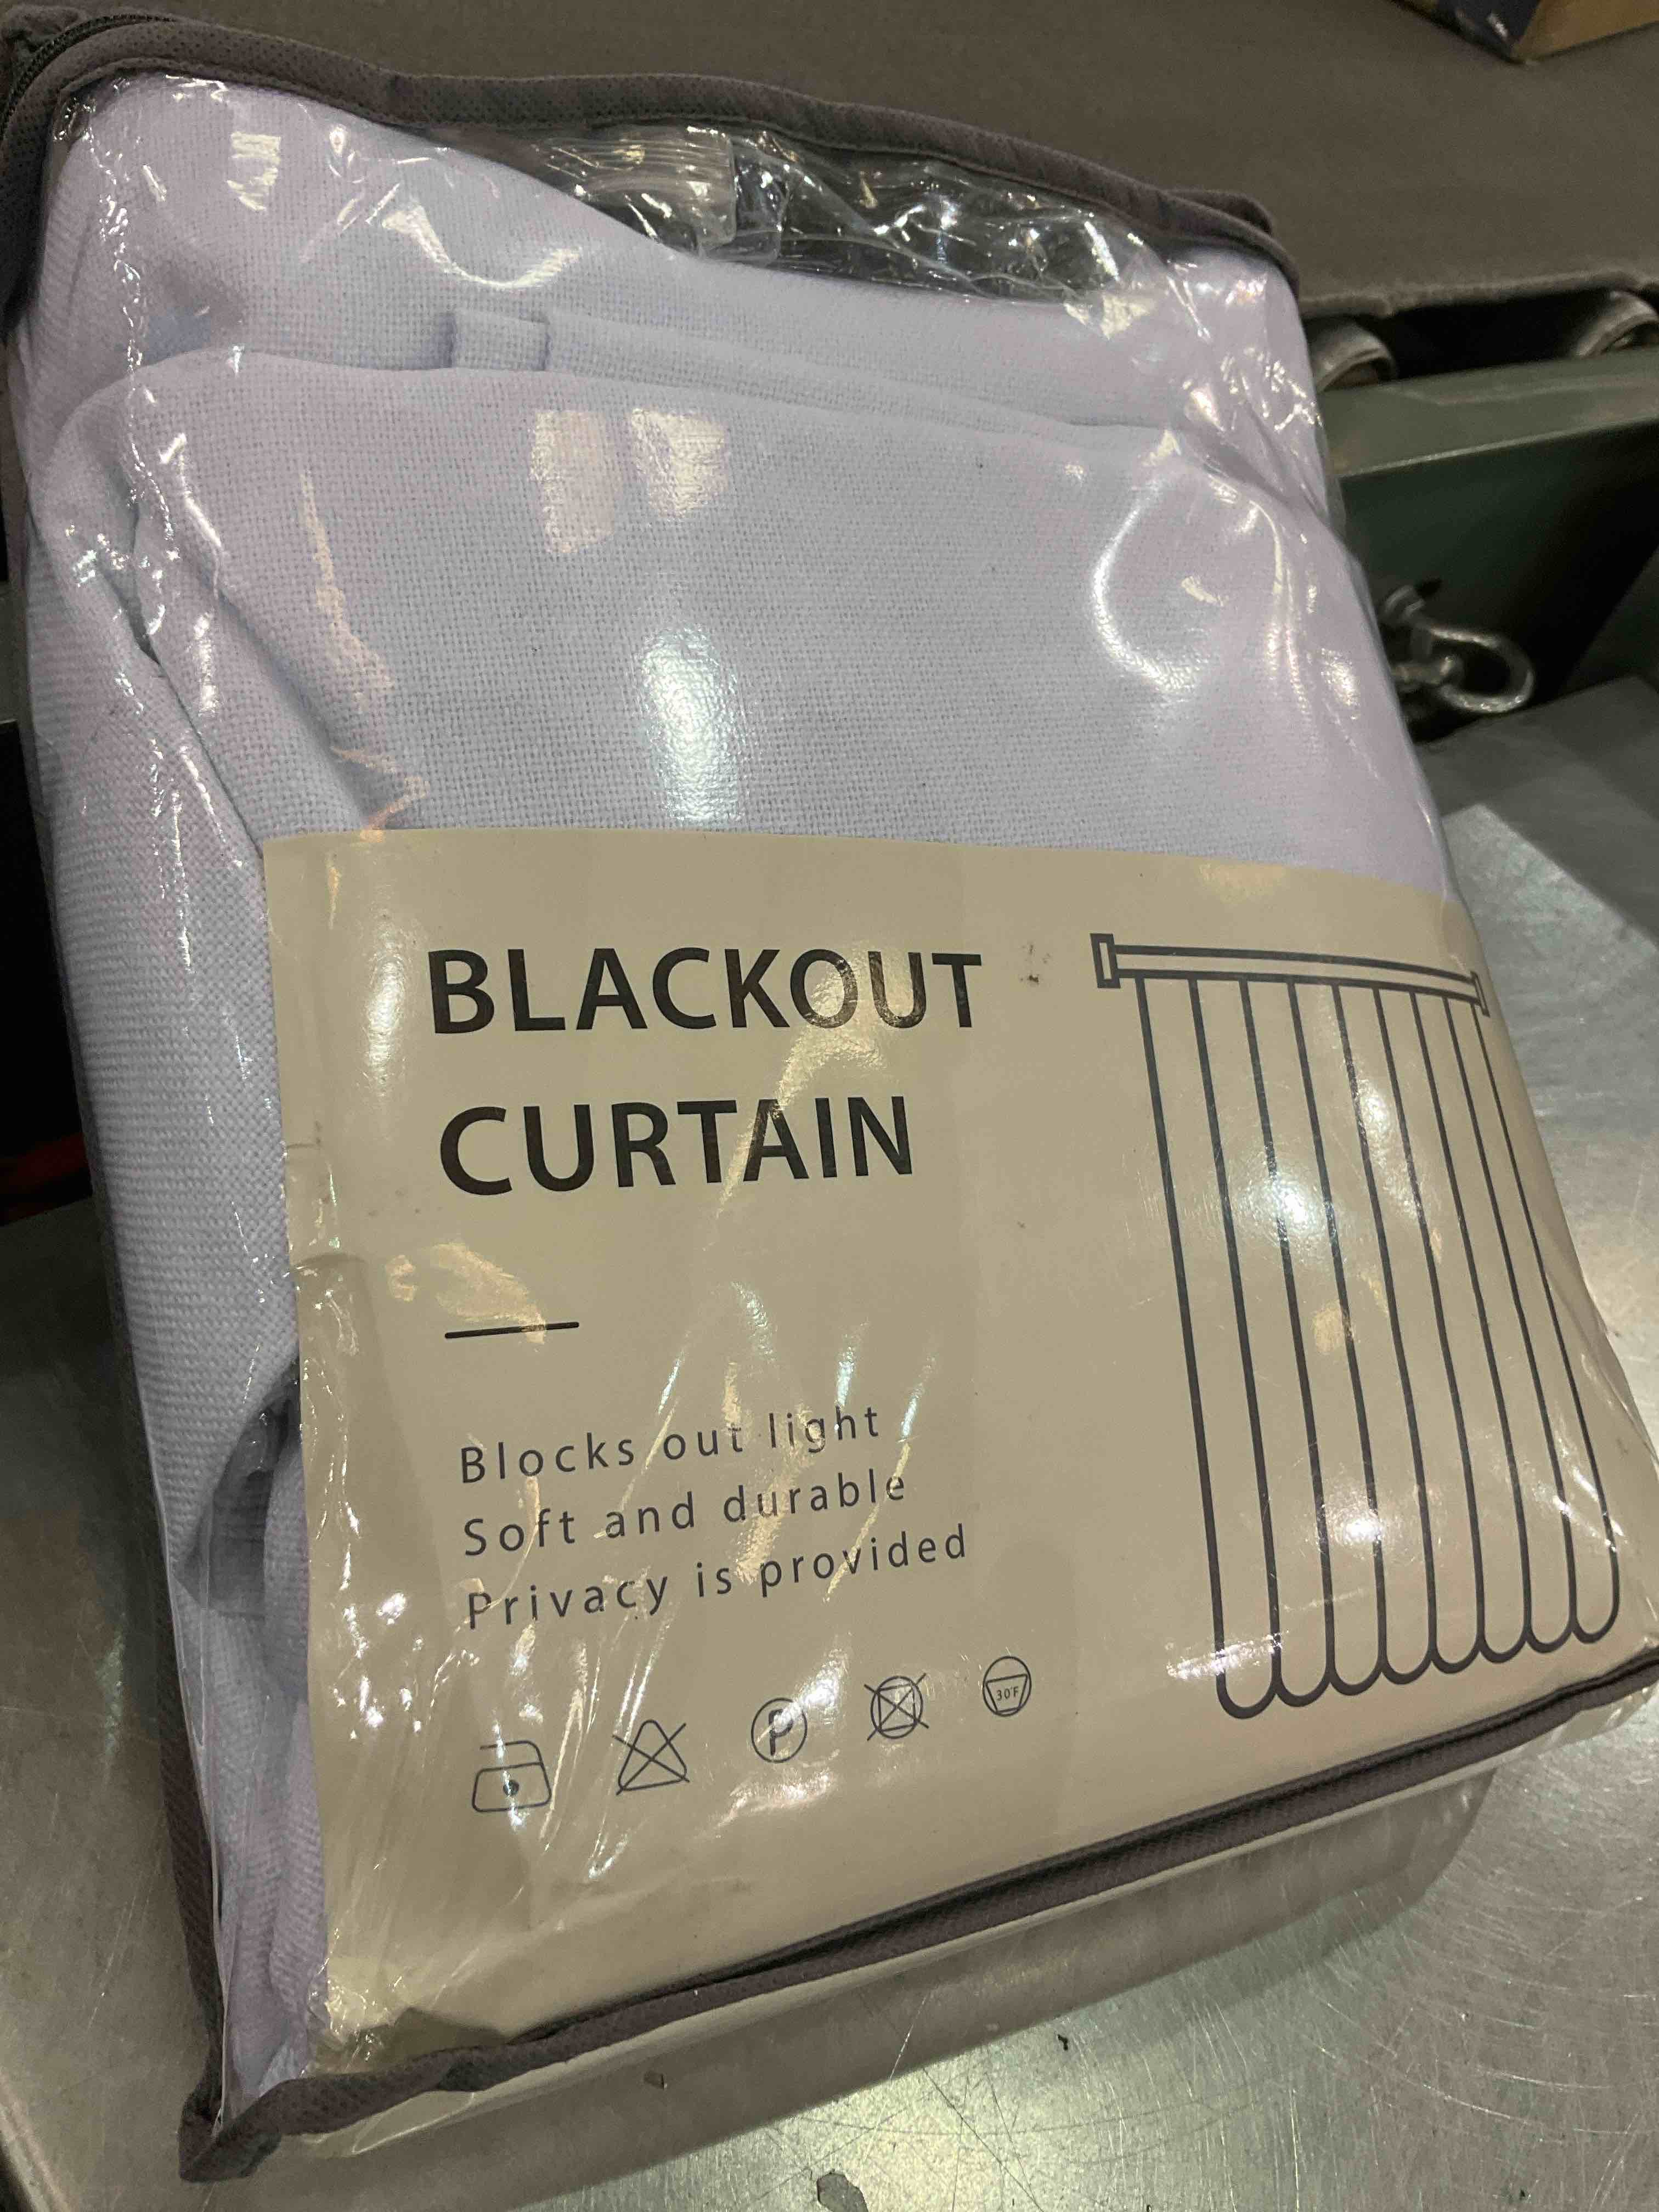 BLACKOUT
CURTAIN
Blocks out light
Soft and durable
Privacy is provided
P
30°F